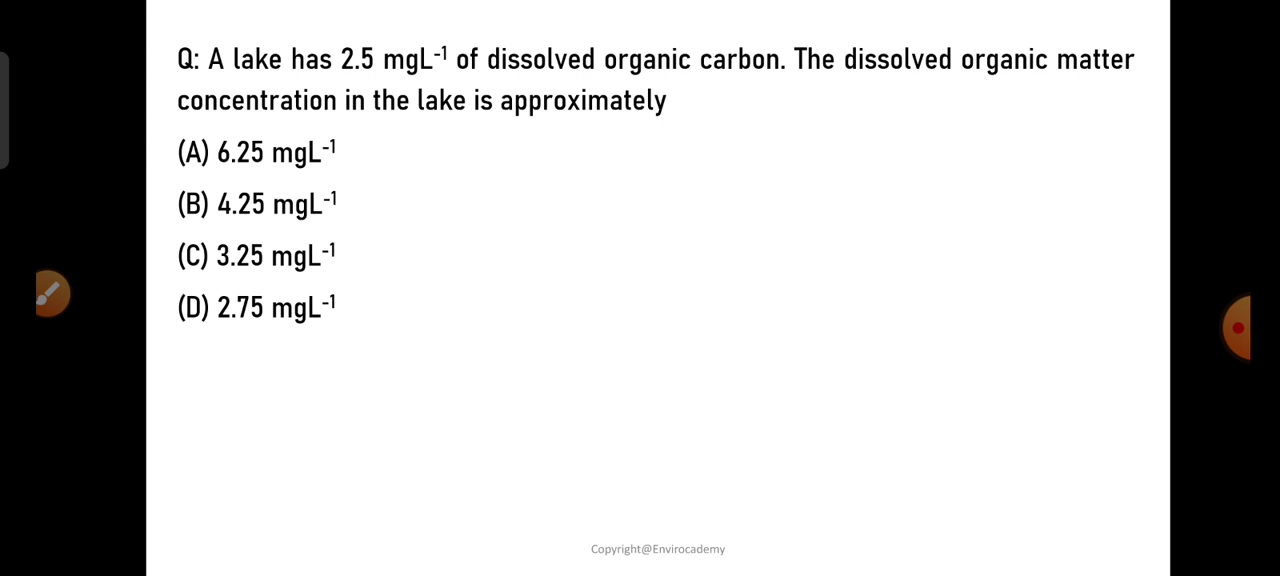 Q: A lake has 2.5 mgL⁻¹ of dissolved organic carbon. The dissolved organic matter
concentration in the lake is approximately
(A) 6.25 mgL⁻¹
(B) 4.25 mgL⁻¹
(C) 3.25 mgL⁻¹
(D) 2.75 mgL⁻¹
Copyright@Envirocademy